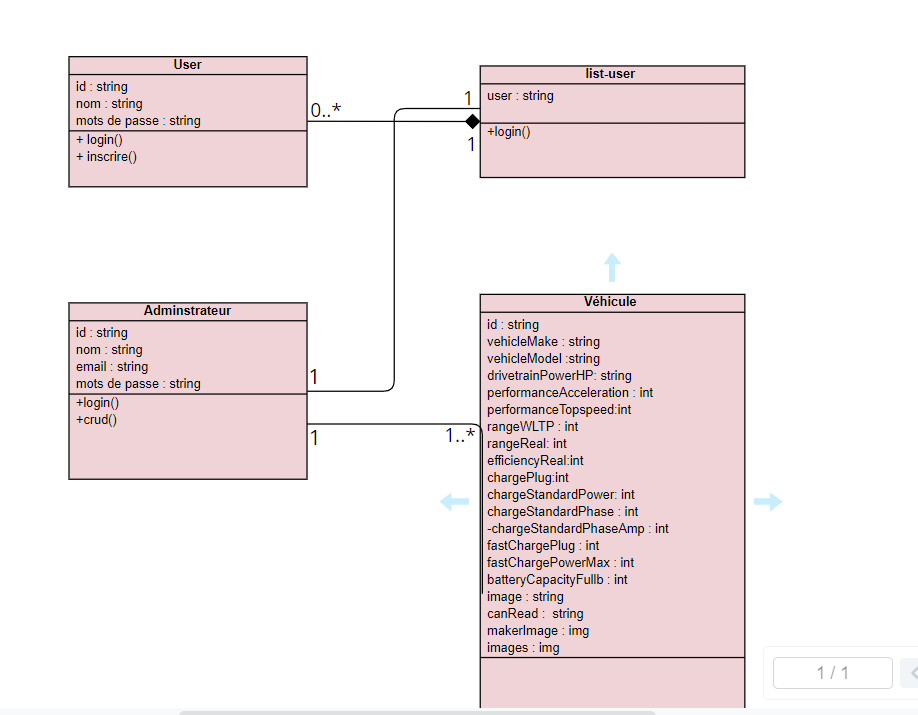 User
id : string
nom : string
mots de passe : string
+ login()
+ inscrire()
0..*
1
1
list-user
user : string
+login()
Adminstrateur
id : string
nom : string
email : string
mots de passe : string
+login()
+crud()
1
1
1..*
Véhicule
id : string
vehicleMake : string
vehicleModel :string
drivetrainPowerHP: string
performanceAcceleration : int
performanceTopspeed:int
rangeWLTP : int
rangeReal: int
efficiencyReal:int
chargePlug:int
chargeStandardPower: int
chargeStandardPhase : int
-chargeStandardPhaseAmp : int
fastChargePlug : int
fastChargePowerMax : int
batteryCapacityFullb : int
image : string
canRead :  string
makerImage : img
images : img
1 / 1